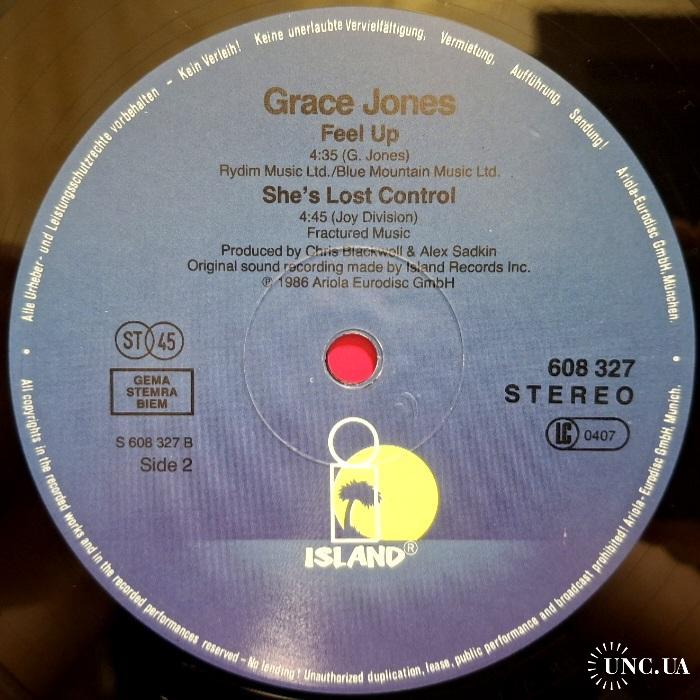 Alle Urheber- und Leistungsschutzrechte vorbehalten - Kein Verleih! Keine unerlaubte Vervielfältigung, Vermietung, Aufführung, Sendung! Ariola-Eurodisc GmbH, München.
Grace Jones
Feel Up
4:35 (G. Jones)
Rydim Music Ltd./Blue Mountain Music Ltd.
She's Lost Control
4:45 (Joy Division)
Fractured Music
Produced by Chris Blackwell & Alex Sadkin
Original sound recording made by Island Records Inc.
℗ 1986 Ariola Eurodisc GmbH
ST 45
GEMA
STEMRA
BIEM
S 608 327 B
Side 2
608 327
STEREO
LC 0407
ISLAND®
All copyrights in the recorded works and in the recorded performances reserved - No lending! Unauthorized duplication, lease, public performance and broadcast prohibited! Ariola-Eurodisc GmbH, Munich.
UNC.UA